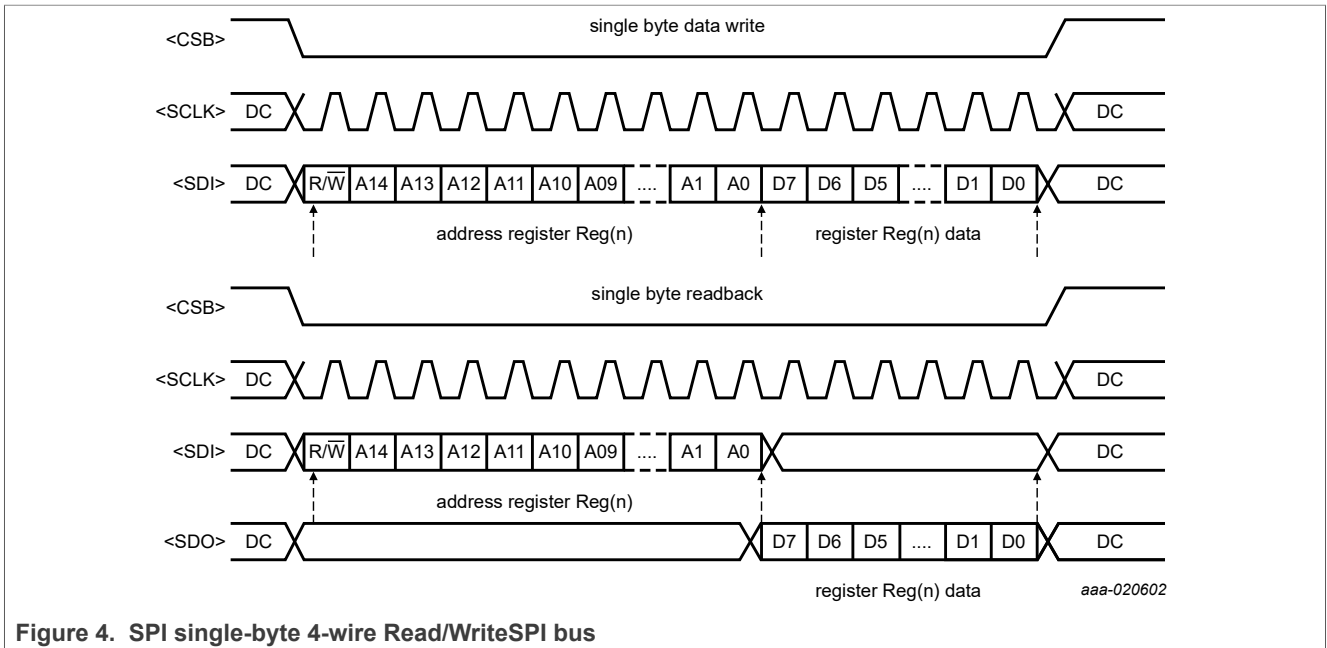 single byte data write
<CSB>
<SCLK> DC DC
<SDI> DC R/W̅ A14 A13 A12 A11 A10 A09 .... A1 A0 D7 D6 D5 .... D1 D0 DC
address register Reg(n) register Reg(n) data
single byte readback
<CSB>
<SCLK> DC DC
<SDI> DC R/W̅ A14 A13 A12 A11 A10 A09 .... A1 A0 DC
address register Reg(n)
<SDO> DC D7 D6 D5 .... D1 D0 DC
register Reg(n) data aaa-020602
Figure 4. SPI single-byte 4-wire Read/WriteSPI bus